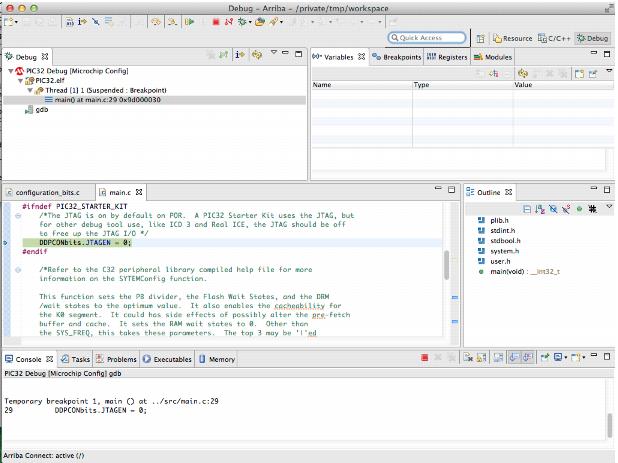 Debug - Arriba - /private/tmp/workspace
Quick Access
Resource
C/C++
Debug
Debug
PIC32 Debug [Microchip Config]
PIC32.elf
Thread [1] 1 (Suspended : Breakpoint)
main() at main.c:29 0x9d000030
gdb
(x)= Variables
Breakpoints
Registers
Modules
Name Type Value
configuration_bits.c
main.c
#ifndef PIC32_STARTER_KIT
/*The JTAG is on by default on POR. A PIC32 Starter Kit uses the JTAG, but
for other debug tool use, like ICD 3 and Real ICE, the JTAG should be off
to free up the JTAG I/O */
DDPCONbits.JTAGEN = 0;
#endif
/*Refer to the C32 peripheral library compiled help file for more
information on the SYTEMConfig function.
This function sets the PB divider, the Flash Wait States, and the DRM
/wait states to the optimum value. It also enables the cacheability for
the K0 segment. It could has side effects of possibly alter the pre-fetch
buffer and cache. It sets the RAM wait states to 0. Other than
the SYS_FREQ, this takes these parameters. The top 3 may be '|'ed
Outline
plib.h
stdint.h
stdbool.h
system.h
user.h
main(void) : __int32_t
Console
Tasks
Problems
Executables
Memory
PIC32 Debug [Microchip Config] gdb
Temporary breakpoint 1, main () at ../src/main.c:29
29 DDPCONbits.JTAGEN = 0;
Arriba Connect: active (/)